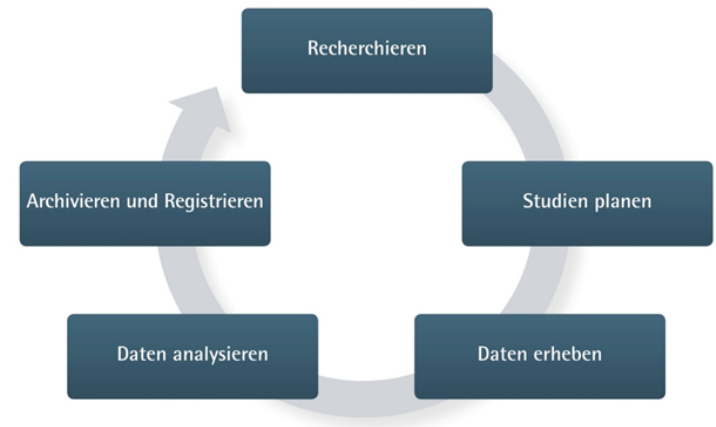 Recherchieren
Studien planen
Daten erheben
Daten analysieren
Archivieren und Registrieren